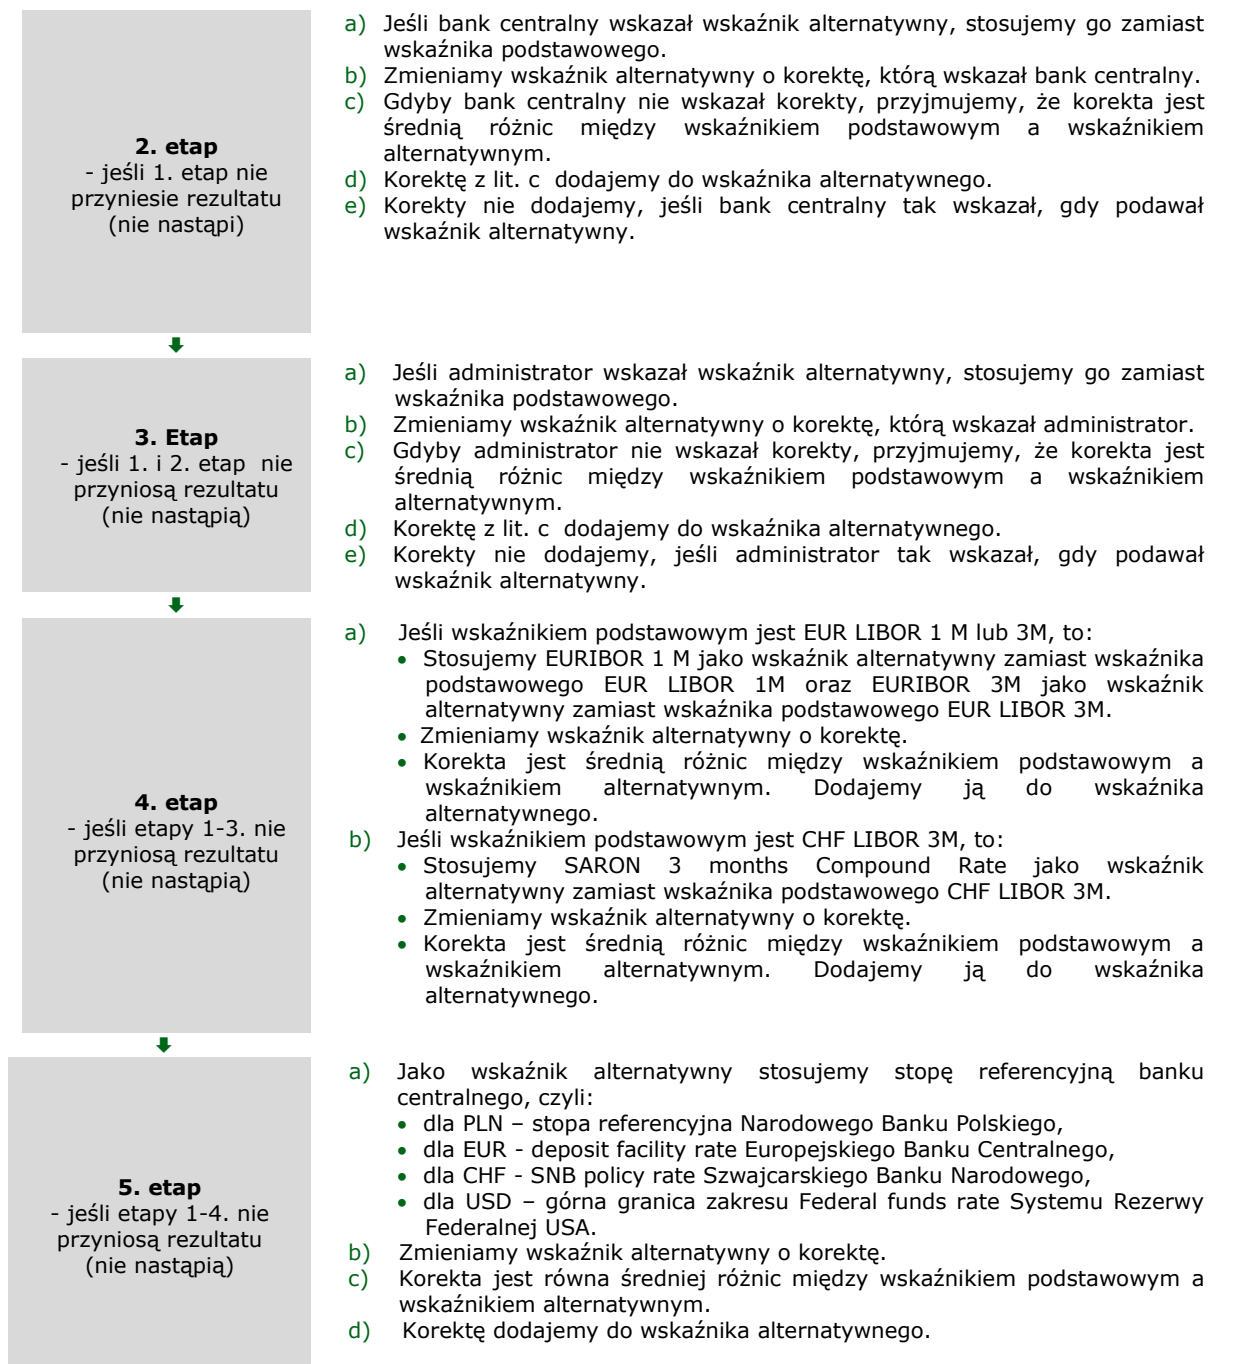 2. etap
- jeśli 1. etap nie
przyniesie rezultatu
(nie nastąpi)
a) Jeśli bank centralny wskazał wskaźnik alternatywny, stosujemy go zamiast
wskaźnika podstawowego.
b) Zmieniamy wskaźnik alternatywny o korektę, którą wskazał bank centralny.
c) Gdyby bank centralny nie wskazał korekty, przyjmujemy, że korekta jest
średnią różnic między wskaźnikiem podstawowym a wskaźnikiem
alternatywnym.
d) Korektę z lit. c dodajemy do wskaźnika alternatywnego.
e) Korekty nie dodajemy, jeśli bank centralny tak wskazał, gdy podawał
wskaźnik alternatywny.
3. Etap
- jeśli 1. i 2. etap nie
przyniosą rezultatu
(nie nastąpią)
a) Jeśli administrator wskazał wskaźnik alternatywny, stosujemy go zamiast
wskaźnika podstawowego.
b) Zmieniamy wskaźnik alternatywny o korektę, którą wskazał administrator.
c) Gdyby administrator nie wskazał korekty, przyjmujemy, że korekta jest
średnią różnic między wskaźnikiem podstawowym a wskaźnikiem
alternatywnym.
d) Korektę z lit. c dodajemy do wskaźnika alternatywnego.
e) Korekty nie dodajemy, jeśli administrator tak wskazał, gdy podawał
wskaźnik alternatywny.
4. etap
- jeśli etapy 1-3. nie
przyniosą rezultatu
(nie nastąpią)
a) Jeśli wskaźnikiem podstawowym jest EUR LIBOR 1 M lub 3M, to:
• Stosujemy EURIBOR 1 M jako wskaźnik alternatywny zamiast wskaźnika
podstawowego EUR LIBOR 1M oraz EURIBOR 3M jako wskaźnik
alternatywny zamiast wskaźnika podstawowego EUR LIBOR 3M.
• Zmieniamy wskaźnik alternatywny o korektę.
• Korekta jest średnią różnic między wskaźnikiem podstawowym a
wskaźnikiem alternatywnym. Dodajemy ją do wskaźnika
alternatywnego.
b) Jeśli wskaźnikiem podstawowym jest CHF LIBOR 3M, to:
• Stosujemy SARON 3 months Compound Rate jako wskaźnik
alternatywny zamiast wskaźnika podstawowego CHF LIBOR 3M.
• Zmieniamy wskaźnik alternatywny o korektę.
• Korekta jest średnią różnic między wskaźnikiem podstawowym a
wskaźnikiem alternatywnym. Dodajemy ją do wskaźnika
alternatywnego.
5. etap
- jeśli etapy 1-4. nie
przyniosą rezultatu
(nie nastąpią)
a) Jako wskaźnik alternatywny stosujemy stopę referencyjną banku
centralnego, czyli:
• dla PLN – stopa referencyjna Narodowego Banku Polskiego,
• dla EUR - deposit facility rate Europejskiego Banku Centralnego,
• dla CHF - SNB policy rate Szwajcarskiego Banku Narodowego,
• dla USD – górna granica zakresu Federal funds rate Systemu Rezerwy
Federalnej USA.
b) Zmieniamy wskaźnik alternatywny o korektę.
c) Korekta jest równa średniej różnic między wskaźnikiem podstawowym a
wskaźnikiem alternatywnym.
d) Korektę dodajemy do wskaźnika alternatywnego.